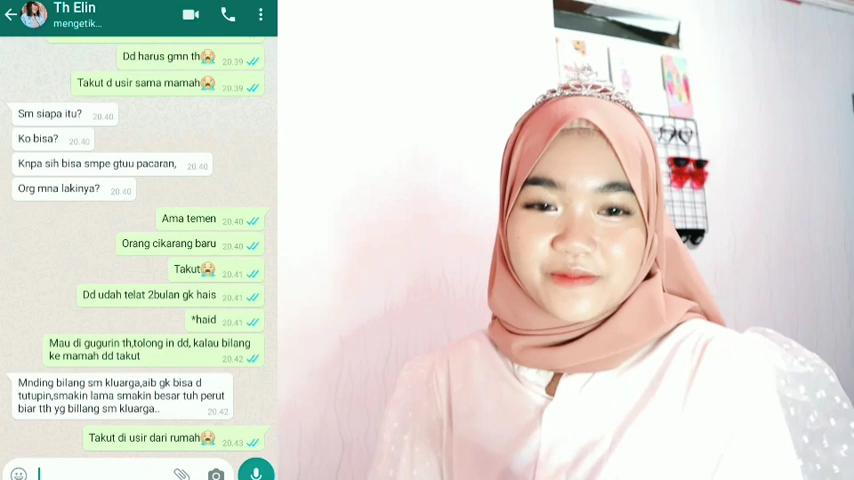 Th Elin
mengetik...
Dd harus gmn th😭 20.39
Takut d usir sama mamah😭 20.39
Sm siapa itu? 20.40
Ko bisa? 20.40
Knpa sih bisa smpe gtuu pacaran, 20.40
Org mna lakinya? 20.40
Ama temen 20.40
Orang cikarang baru 20.40
Takut😭 20.41
Dd udah telat 2bulan gk hais 20.41
*haid 20.41
Mau di gugurin th,tolong in dd, kalau bilang
ke mamah dd takut 20.42
Mnding bilang sm kluarga,aib gk bisa d
tutupin,smakin lama smakin besar tuh perut
biar tth yg billang sm kluarga.. 20.42
Takut di usir dari rumah😭 20.43